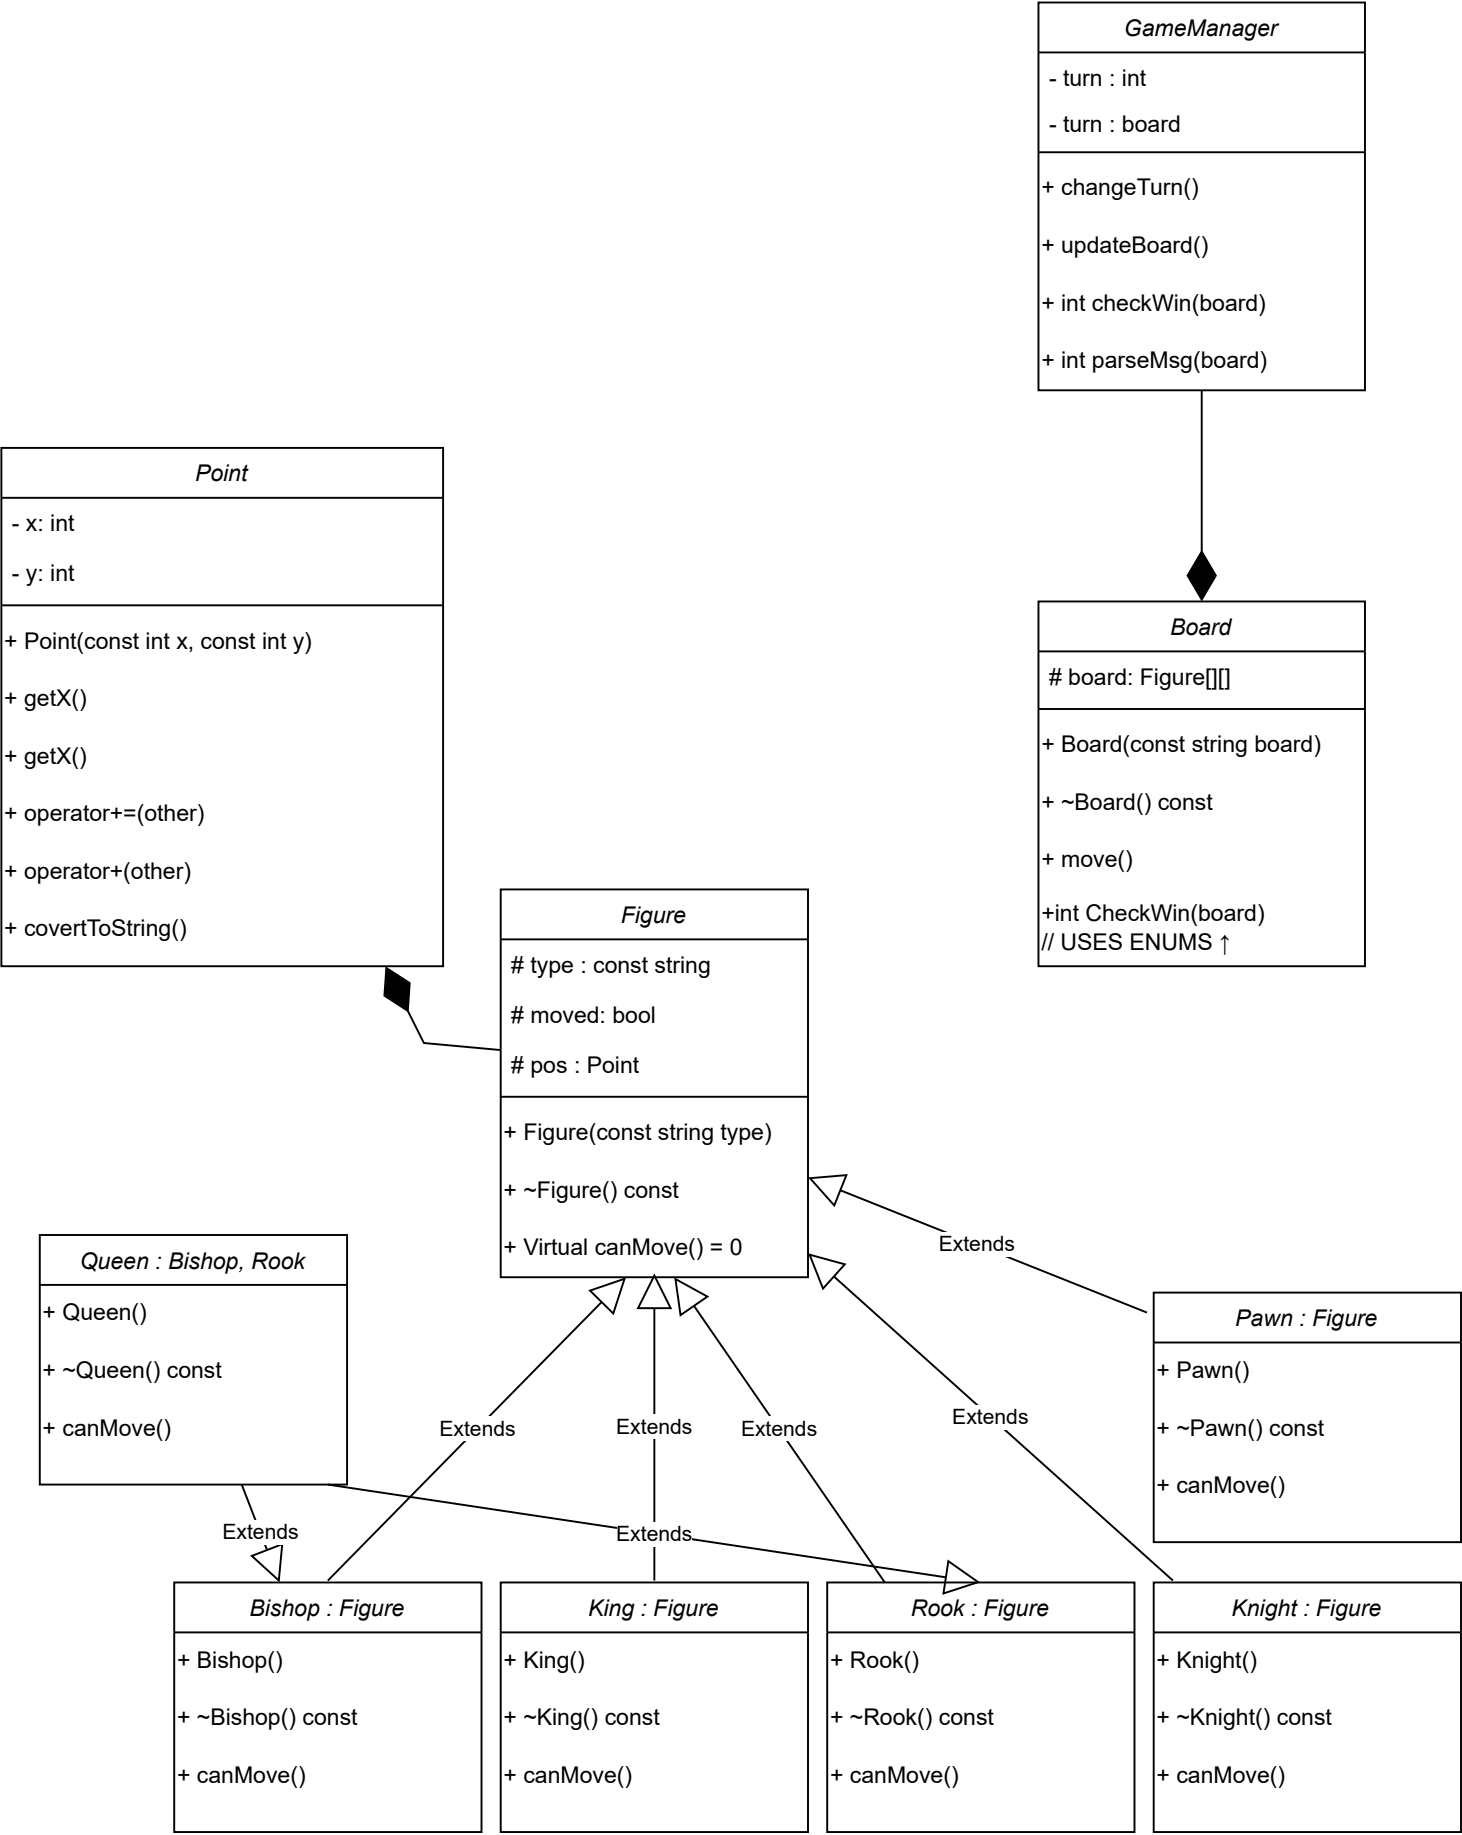 GameManager
- turn : int
- turn : board
+ changeTurn()
+ updateBoard()
+ int checkWin(board)
+ int parseMsg(board)
Point
- x: int
- y: int
+ Point(const int x, const int y)
+ getX()
+ getX()
+ operator+=(other)
+ operator+(other)
+ covertToString()
Board
# board: Figure[][]
+ Board(const string board)
+ ~Board() const
+ move()
+int CheckWin(board)
// USES ENUMS ↑
Figure
# type : const string
# moved: bool
# pos : Point
+ Figure(const string type)
+ ~Figure() const
+ Virtual canMove() = 0
Extends
Queen : Bishop, Rook
+ Queen()
+ ~Queen() const
+ canMove()
Pawn : Figure
+ Pawn()
+ ~Pawn() const
+ canMove()
Extends
Extends
Extends
Extends
Extends
Extends
Bishop : Figure
+ Bishop()
+ ~Bishop() const
+ canMove()
King : Figure
+ King()
+ ~King() const
+ canMove()
Rook : Figure
+ Rook()
+ ~Rook() const
+ canMove()
Knight : Figure
+ Knight()
+ ~Knight() const
+ canMove()